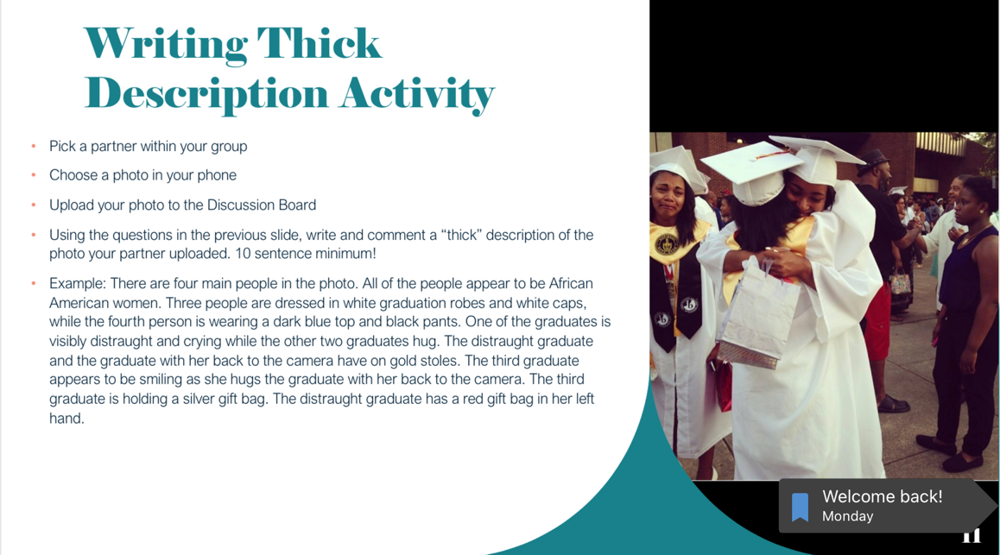 Writing Thick
Description Activity
• Pick a partner within your group
• Choose a photo in your phone
• Upload your photo to the Discussion Board
• Using the questions in the previous slide, write and comment a “thick” description of the
photo your partner uploaded. 10 sentence minimum!
• Example: There are four main people in the photo. All of the people appear to be African
American women. Three people are dressed in white graduation robes and white caps,
while the fourth person is wearing a dark blue top and black pants. One of the graduates is
visibly distraught and crying while the other two graduates hug. The distraught graduate
and the graduate with her back to the camera have on gold stoles. The third graduate
appears to be smiling as she hugs the graduate with her back to the camera. The third
graduate is holding a silver gift bag. The distraught graduate has a red gift bag in her left
hand.
Welcome back!
Monday